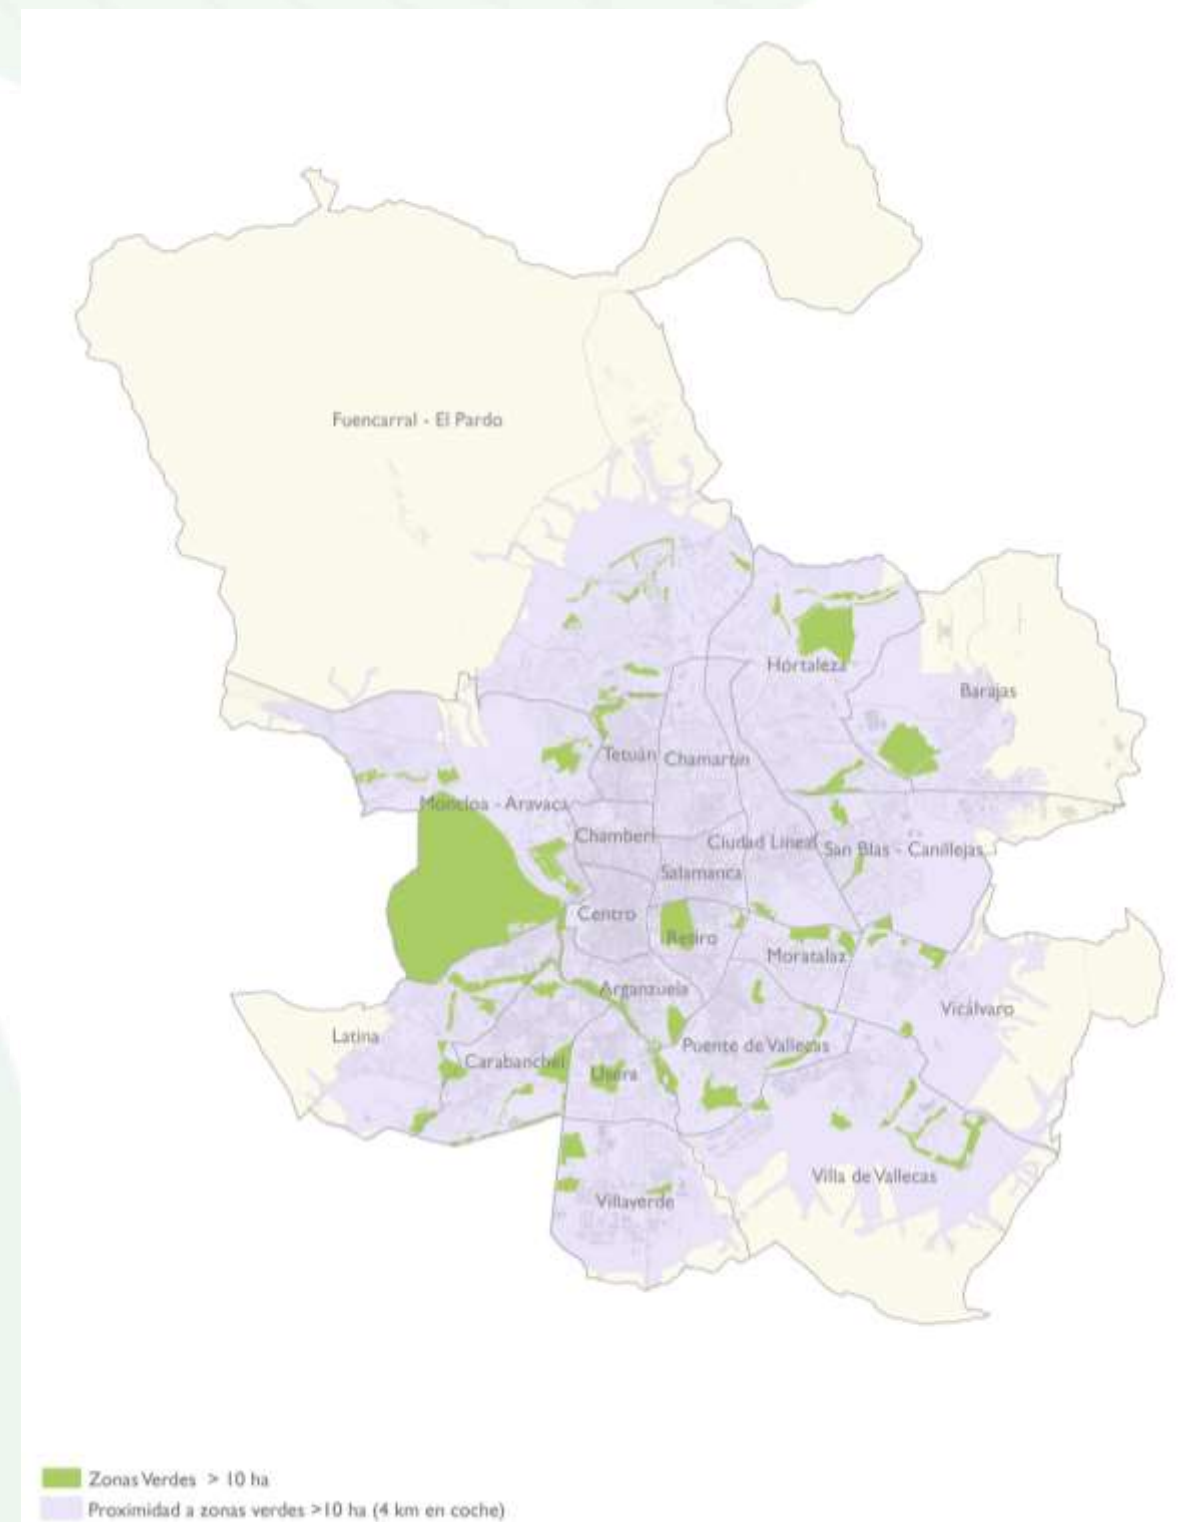 Fuencarral - El Pardo
Hortaleza
Barajas
Tetuán
Chamartín
Moncloa - Aravaca
Chamberí
Ciudad Lineal
San Blas - Canillejas
Salamanca
Centro
Retiro
Moratalaz
Arganzuela
Vicálvaro
Latina
Puente de Vallecas
Carabanchel
Usera
Villa de Vallecas
Villaverde
Zonas Verdes > 10 ha
Proximidad a zonas verdes >10 ha (4 km en coche)